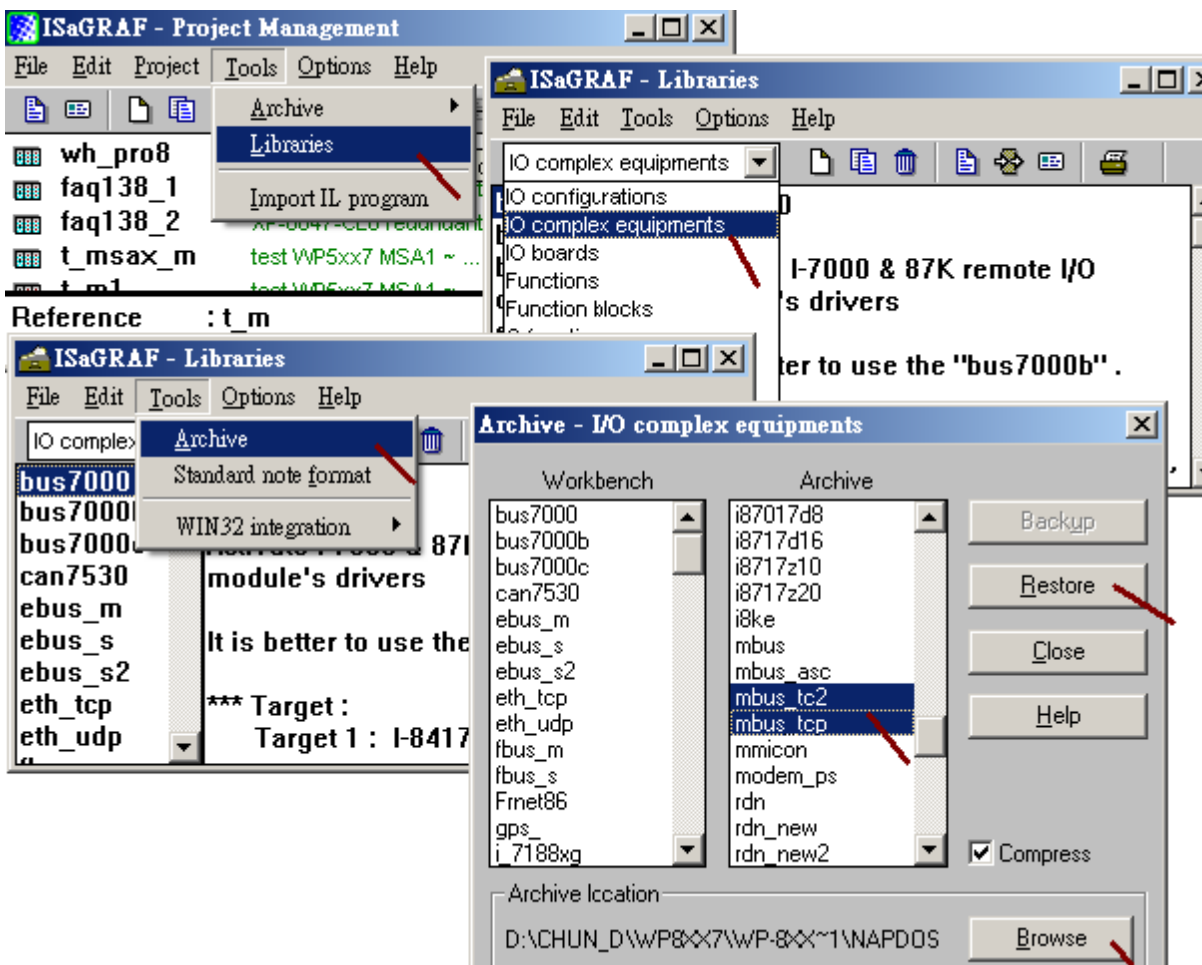 ISaGRAF - Project Management
File Edit Project Tools Options Help
Archive
Libraries
Import IL program
wh_pro8
faq138_1
faq138_2
t_msax_m test WP5xx7 MSA1 ~ ...
t_m1
Reference : t_m
ISaGRAF - Libraries
File Edit Tools Options Help
IO complex equipments
IO configurations
IO complex equipments
IO boards
Functions
Function blocks
I-7000 & 87K remote I/O
's drivers
ter to use the "bus7000b" .
ISaGRAF - Libraries
File Edit Tools Options Help
IO complex
Archive
Standard note format
WIN32 integration
bus7000
bus7000b
bus7000c
can7530
ebus_m
ebus_s
ebus_s2
eth_tcp
eth_udp
module's drivers
It is better to use the
*** Target :
Target 1 : I-8417
Archive - I/O complex equipments
Workbench
bus7000
bus7000b
bus7000c
can7530
ebus_m
ebus_s
ebus_s2
eth_tcp
eth_udp
fbus_m
fbus_s
Frnet86
gps_
i_7188xg
Archive
i87017d8
i8717d16
i8717z10
i8717z20
i8ke
mbus
mbus_asc
mbus_tc2
mbus_tcp
mmicon
modem_ps
rdn
rdn_new
rdn_new2
Backup
Restore
Close
Help
Compress
Archive location
D:\CHUN_D\WP8XX7\WP-8XX~1\NAPDOS
Browse